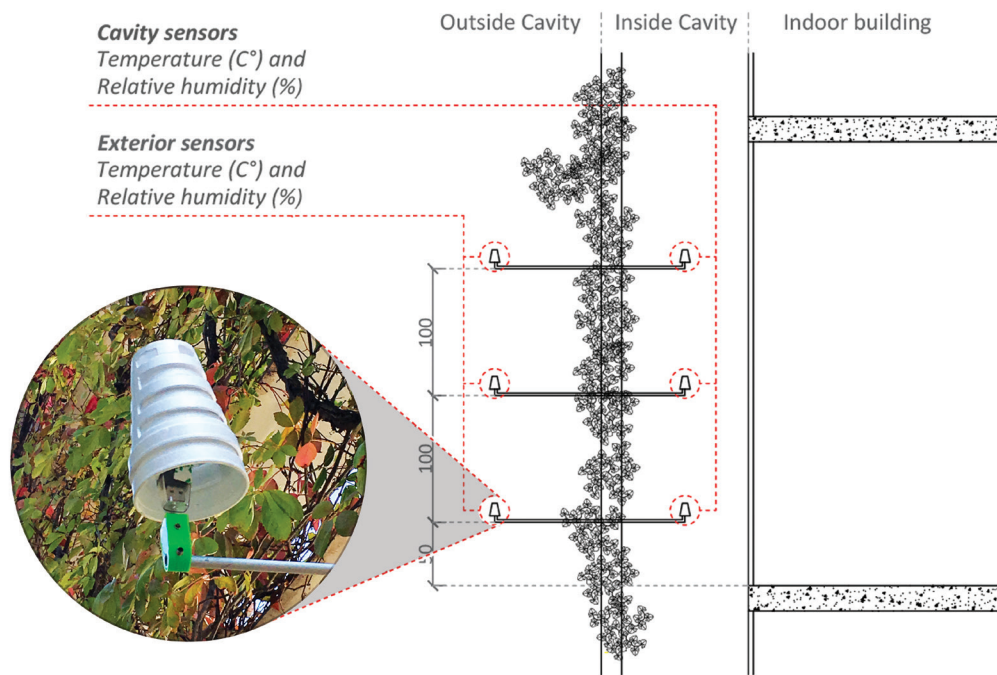 Outside Cavity
Inside Cavity
Indoor building
Cavity sensors
Temperature (C°) and
Relative humidity (%)
Exterior sensors
Temperature (C°) and
Relative humidity (%)
100
100